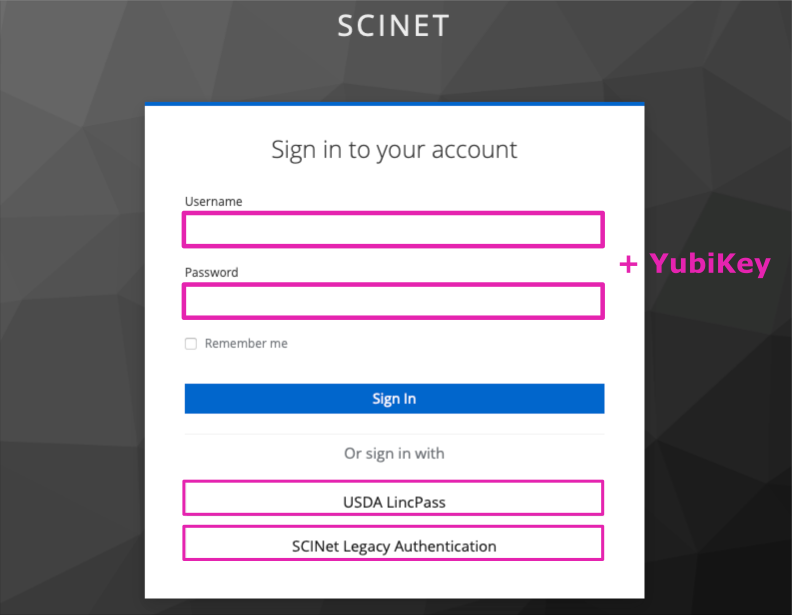 SCINET
Sign in to your account
Username
+ YubiKey
Password
Remember me
Sign In
Or sign in with
USDA LincPass
SCINet Legacy Authentication